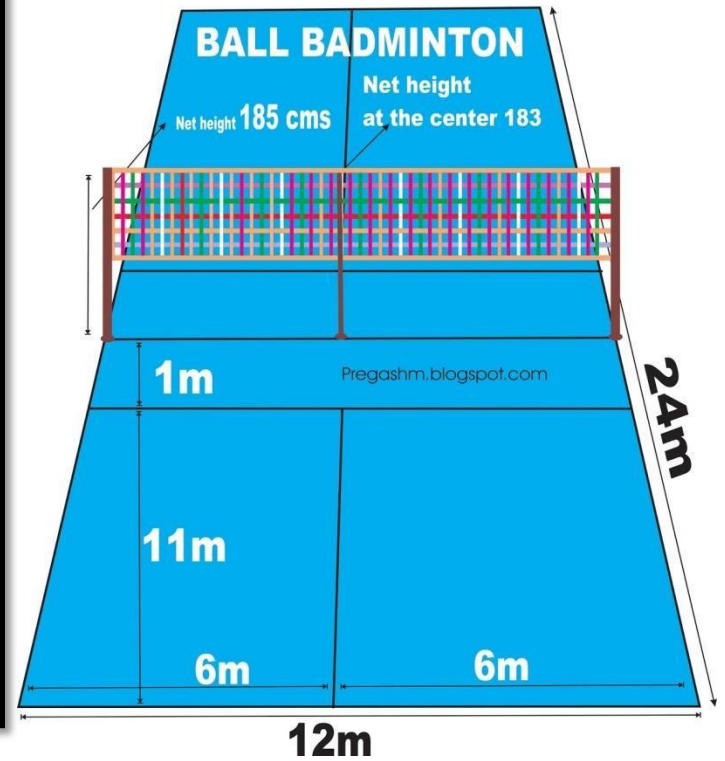 BALL BADMINTON
Net height
at the center 183
Net height 185 cms
1m
Pregashm.blogspot.com
24m
11m
6m
6m
12m